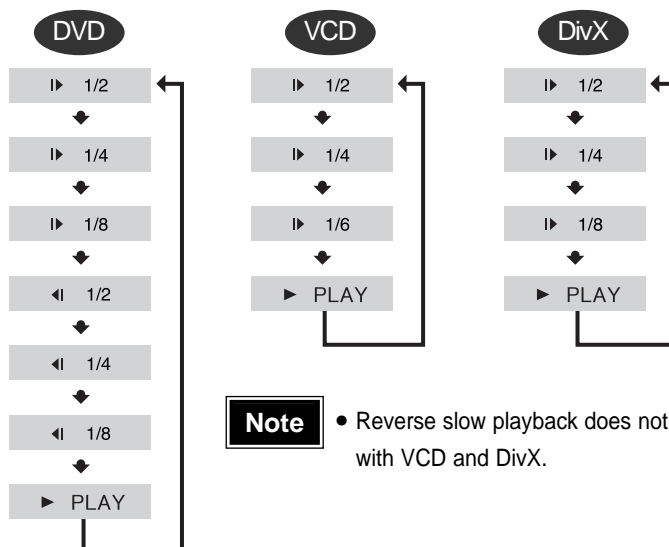 DVD
1/2
1/4
1/8
1/2
1/4
1/8
PLAY
VCD
1/2
1/4
1/6
PLAY
DivX
1/2
1/4
1/8
PLAY
Note
• Reverse slow playback does not
with VCD and DivX.